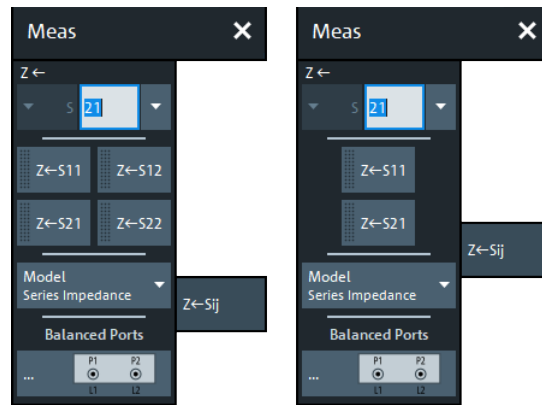 Meas ×
Z←
S 21
Z←S11 Z←S12
Z←S21 Z←S22
Model
Series Impedance
Z←Sij
Balanced Ports
... P1 P2
L1 L2
Meas ×
Z←
S 21
Z←S11
Z←S21
Z←Sij
Model
Series Impedance
Balanced Ports
... P1 P2
L1 L2